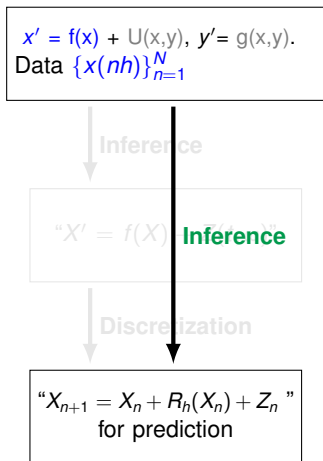 x' = f(x) + U(x,y), y' = g(x,y).
Data {x(nh)}_{n=1}^{N}
Inference
"X' = f(X)
Inference
Discretization
"X_{n+1} = X_n + R_h(X_n) + Z_n "
for prediction